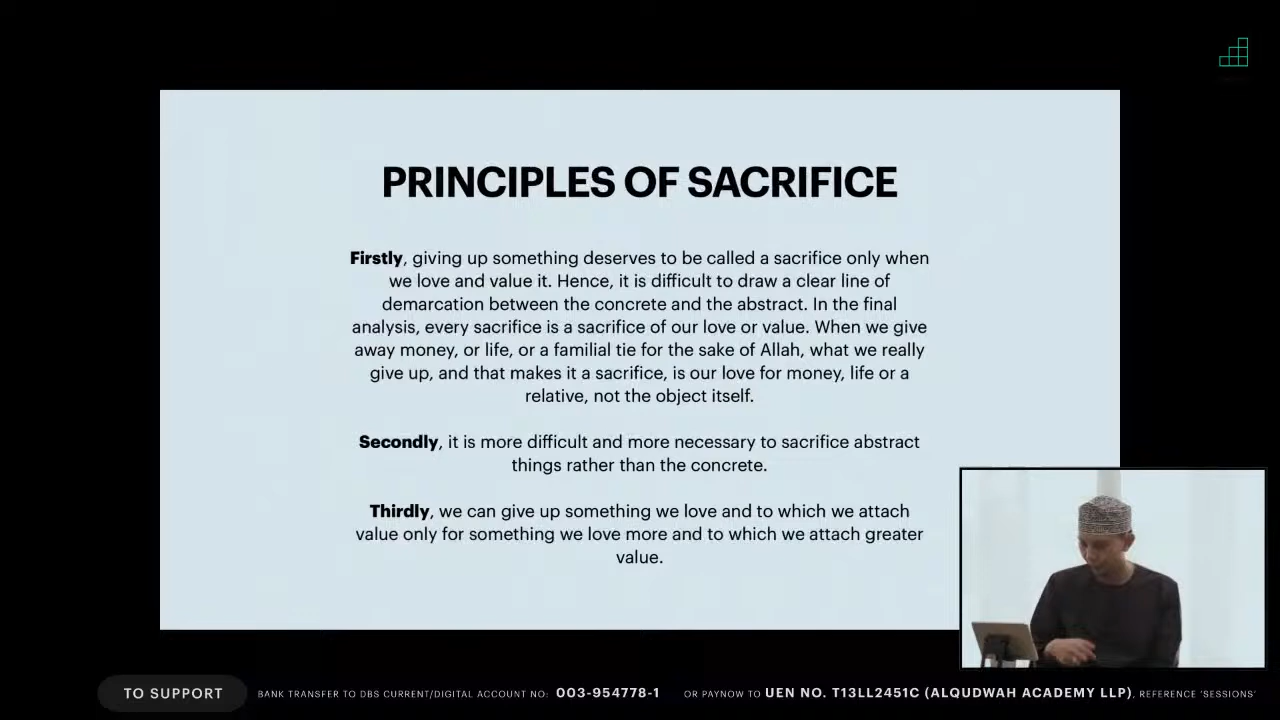 PRINCIPLES OF SACRIFICE
Firstly, giving up something deserves to be called a sacrifice only when
we love and value it. Hence, it is difficult to draw a clear line of
demarcation between the concrete and the abstract. In the final
analysis, every sacrifice is a sacrifice of our love or value. When we give
away money, or life, or a familial tie for the sake of Allah, what we really
give up, and that makes it a sacrifice, is our love for money, life or a
relative, not the object itself.
Secondly, it is more difficult and more necessary to sacrifice abstract
things rather than the concrete.
Thirdly, we can give up something we love and to which we attach
value only for something we love more and to which we attach greater
value.
TO SUPPORT BANK TRANSFER TO DBS CURRENT/DIGITAL ACCOUNT NO: 003-954778-1 OR PAYNOW TO UEN NO. T13LL2451C (ALQUDWAH ACADEMY LLP), REFERENCE 'SESSIONS'